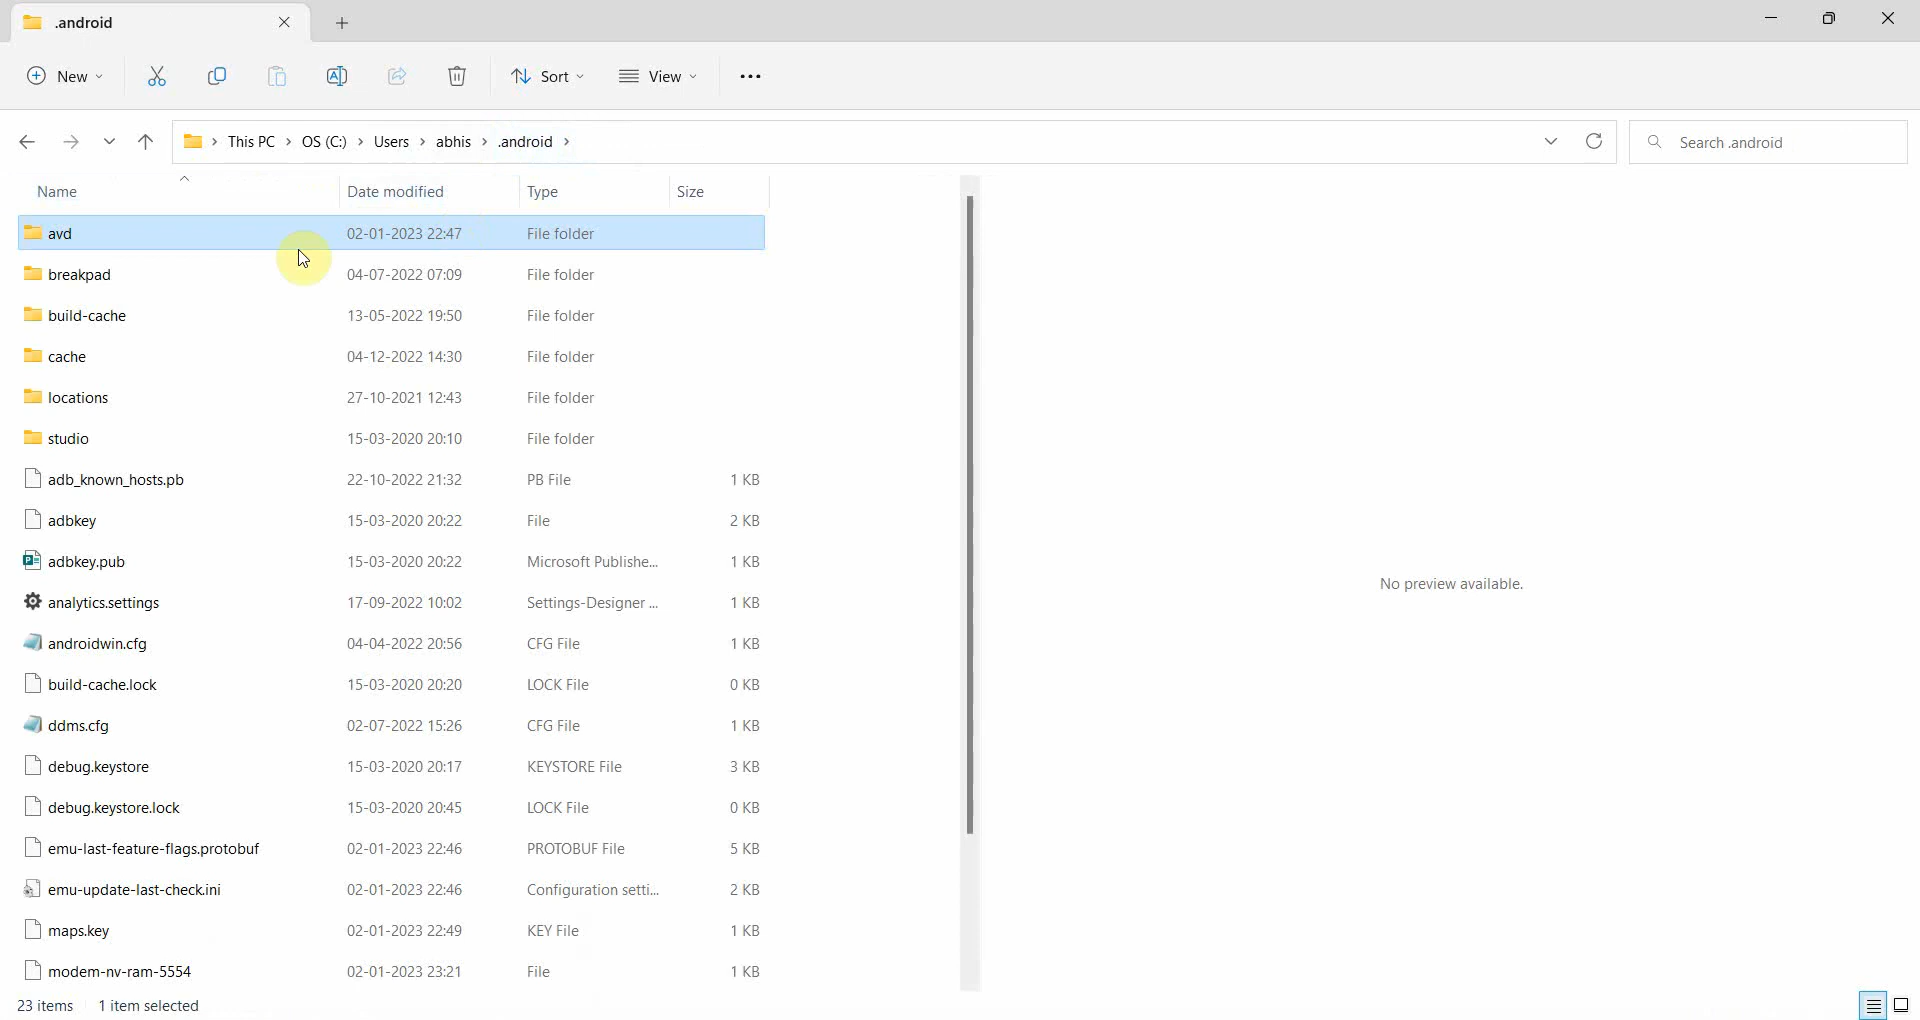 .android
New
Sort
View
This PC > OS (C:) > Users > abhis > .android >
Search .android
Name Date modified Type Size
avd 02-01-2023 22:47 File folder
breakpad 04-07-2022 07:09 File folder
build-cache 13-05-2022 19:50 File folder
cache 04-12-2022 14:30 File folder
locations 27-10-2021 12:43 File folder
studio 15-03-2020 20:10 File folder
adb_known_hosts.pb 22-10-2022 21:32 PB File 1 KB
adbkey 15-03-2020 20:22 File 2 KB
adbkey.pub 15-03-2020 20:22 Microsoft Publishe... 1 KB
analytics.settings 17-09-2022 10:02 Settings-Designer ... 1 KB
androidwin.cfg 04-04-2022 20:56 CFG File 1 KB
build-cache.lock 15-03-2020 20:20 LOCK File 0 KB
ddms.cfg 02-07-2022 15:26 CFG File 1 KB
debug.keystore 15-03-2020 20:17 KEYSTORE File 3 KB
debug.keystore.lock 15-03-2020 20:45 LOCK File 0 KB
emu-last-feature-flags.protobuf 02-01-2023 22:46 PROTOBUF File 5 KB
emu-update-last-check.ini 02-01-2023 22:46 Configuration setti... 2 KB
maps.key 02-01-2023 22:49 KEY File 1 KB
modem-nv-ram-5554 02-01-2023 23:21 File 1 KB
No preview available.
23 items 1 item selected